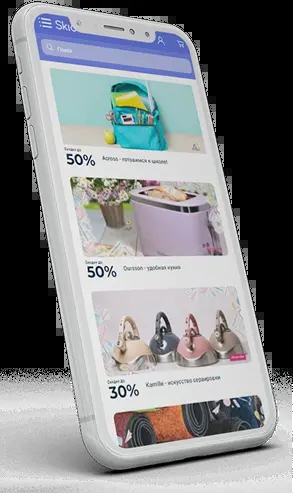 Skid
Поиск
Скидки до
50%
Across - готовимся к школе!
Скидки до
50%
Oursson - удобная кухня
Скидки до
30%
Kamille - искусство сервировки